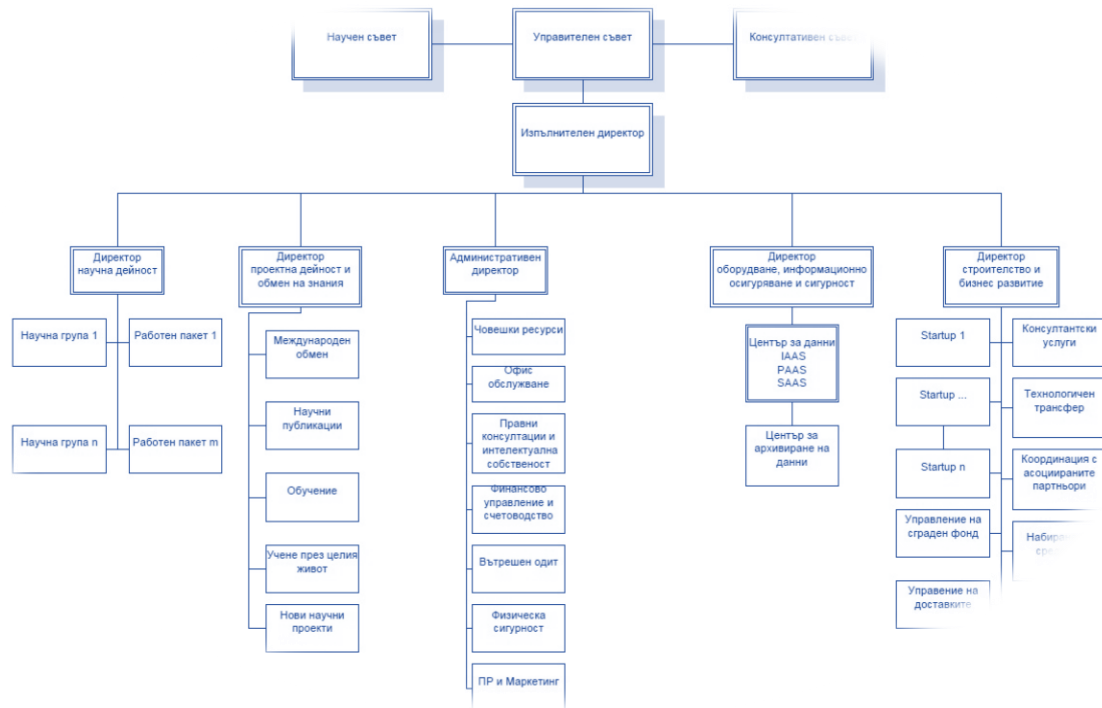 Научен съвет
Управителен съвет
Консултативен съвет
Изпълнителен директор
Директор
научна дейност
Директор
проектна дейност и
обмен на знания
Административен
директор
Директор
оборудване, информационно
осигуряване и сигурност
Директор
строителство и
бизнес развитие
Научна група 1
Работен пакет 1
Научна група n
Работен пакет m
Международен
обмен
Научни
публикации
Обучение
Учене през целия
живот
Нови научни
проекти
Човешки ресурси
Офис
обслужване
Правни
консултации и
интелектуална
собственост
Финансово
управление и
счетоводство
Вътрешен одит
Физическа
сигурност
ПР и Маркетинг
Център за данни
IAAS
PAAS
SAAS
Център за
архивиране на
данни
Startup 1
Startup ...
Startup n
Управление на
сграден фонд
Управение на
доставките
Консултантски
услуги
Технологичен
трансфер
Координация с
асоциираните
партньори